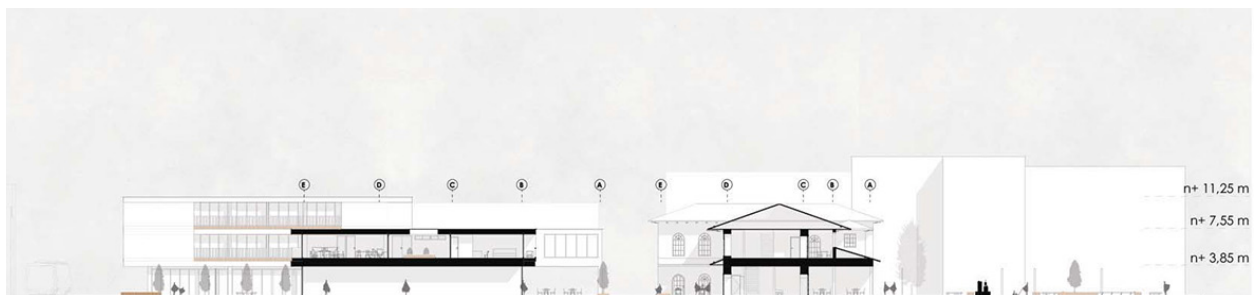 E D C B A E D C B A
n+ 11,25 m
n+ 7,55 m
n+ 3,85 m